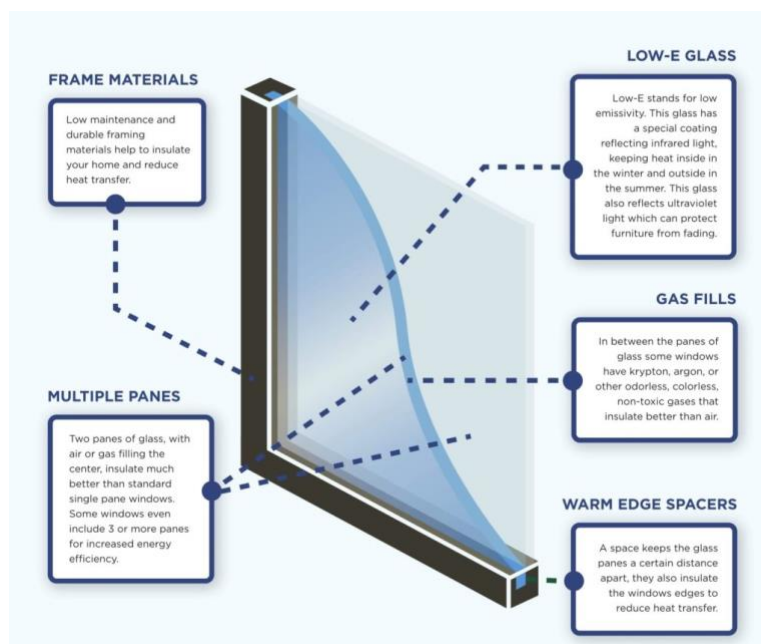 FRAME MATERIALS
Low maintenance and
durable framing
materials help to insulate
your home and reduce
heat transfer.
MULTIPLE PANES
Two panes of glass, with
air or gas filling the
center, insulate much
better than standard
single pane windows.
Some windows even
include 3 or more panes
for increased energy
efficiency.
LOW-E GLASS
Low-E stands for low
emissivity. This glass has
a special coating
reflecting infrared light,
keeping heat inside in
the winter and outside in
the summer. This glass
also reflects ultraviolet
light which can protect
furniture from fading.
GAS FILLS
In between the panes of
glass some windows
have krypton, argon, or
other odorless, colorless,
non-toxic gases that
insulate better than air.
WARM EDGE SPACERS
A space keeps the glass
panes a certain distance
apart, they also insulate
the windows edges to
reduce heat transfer.